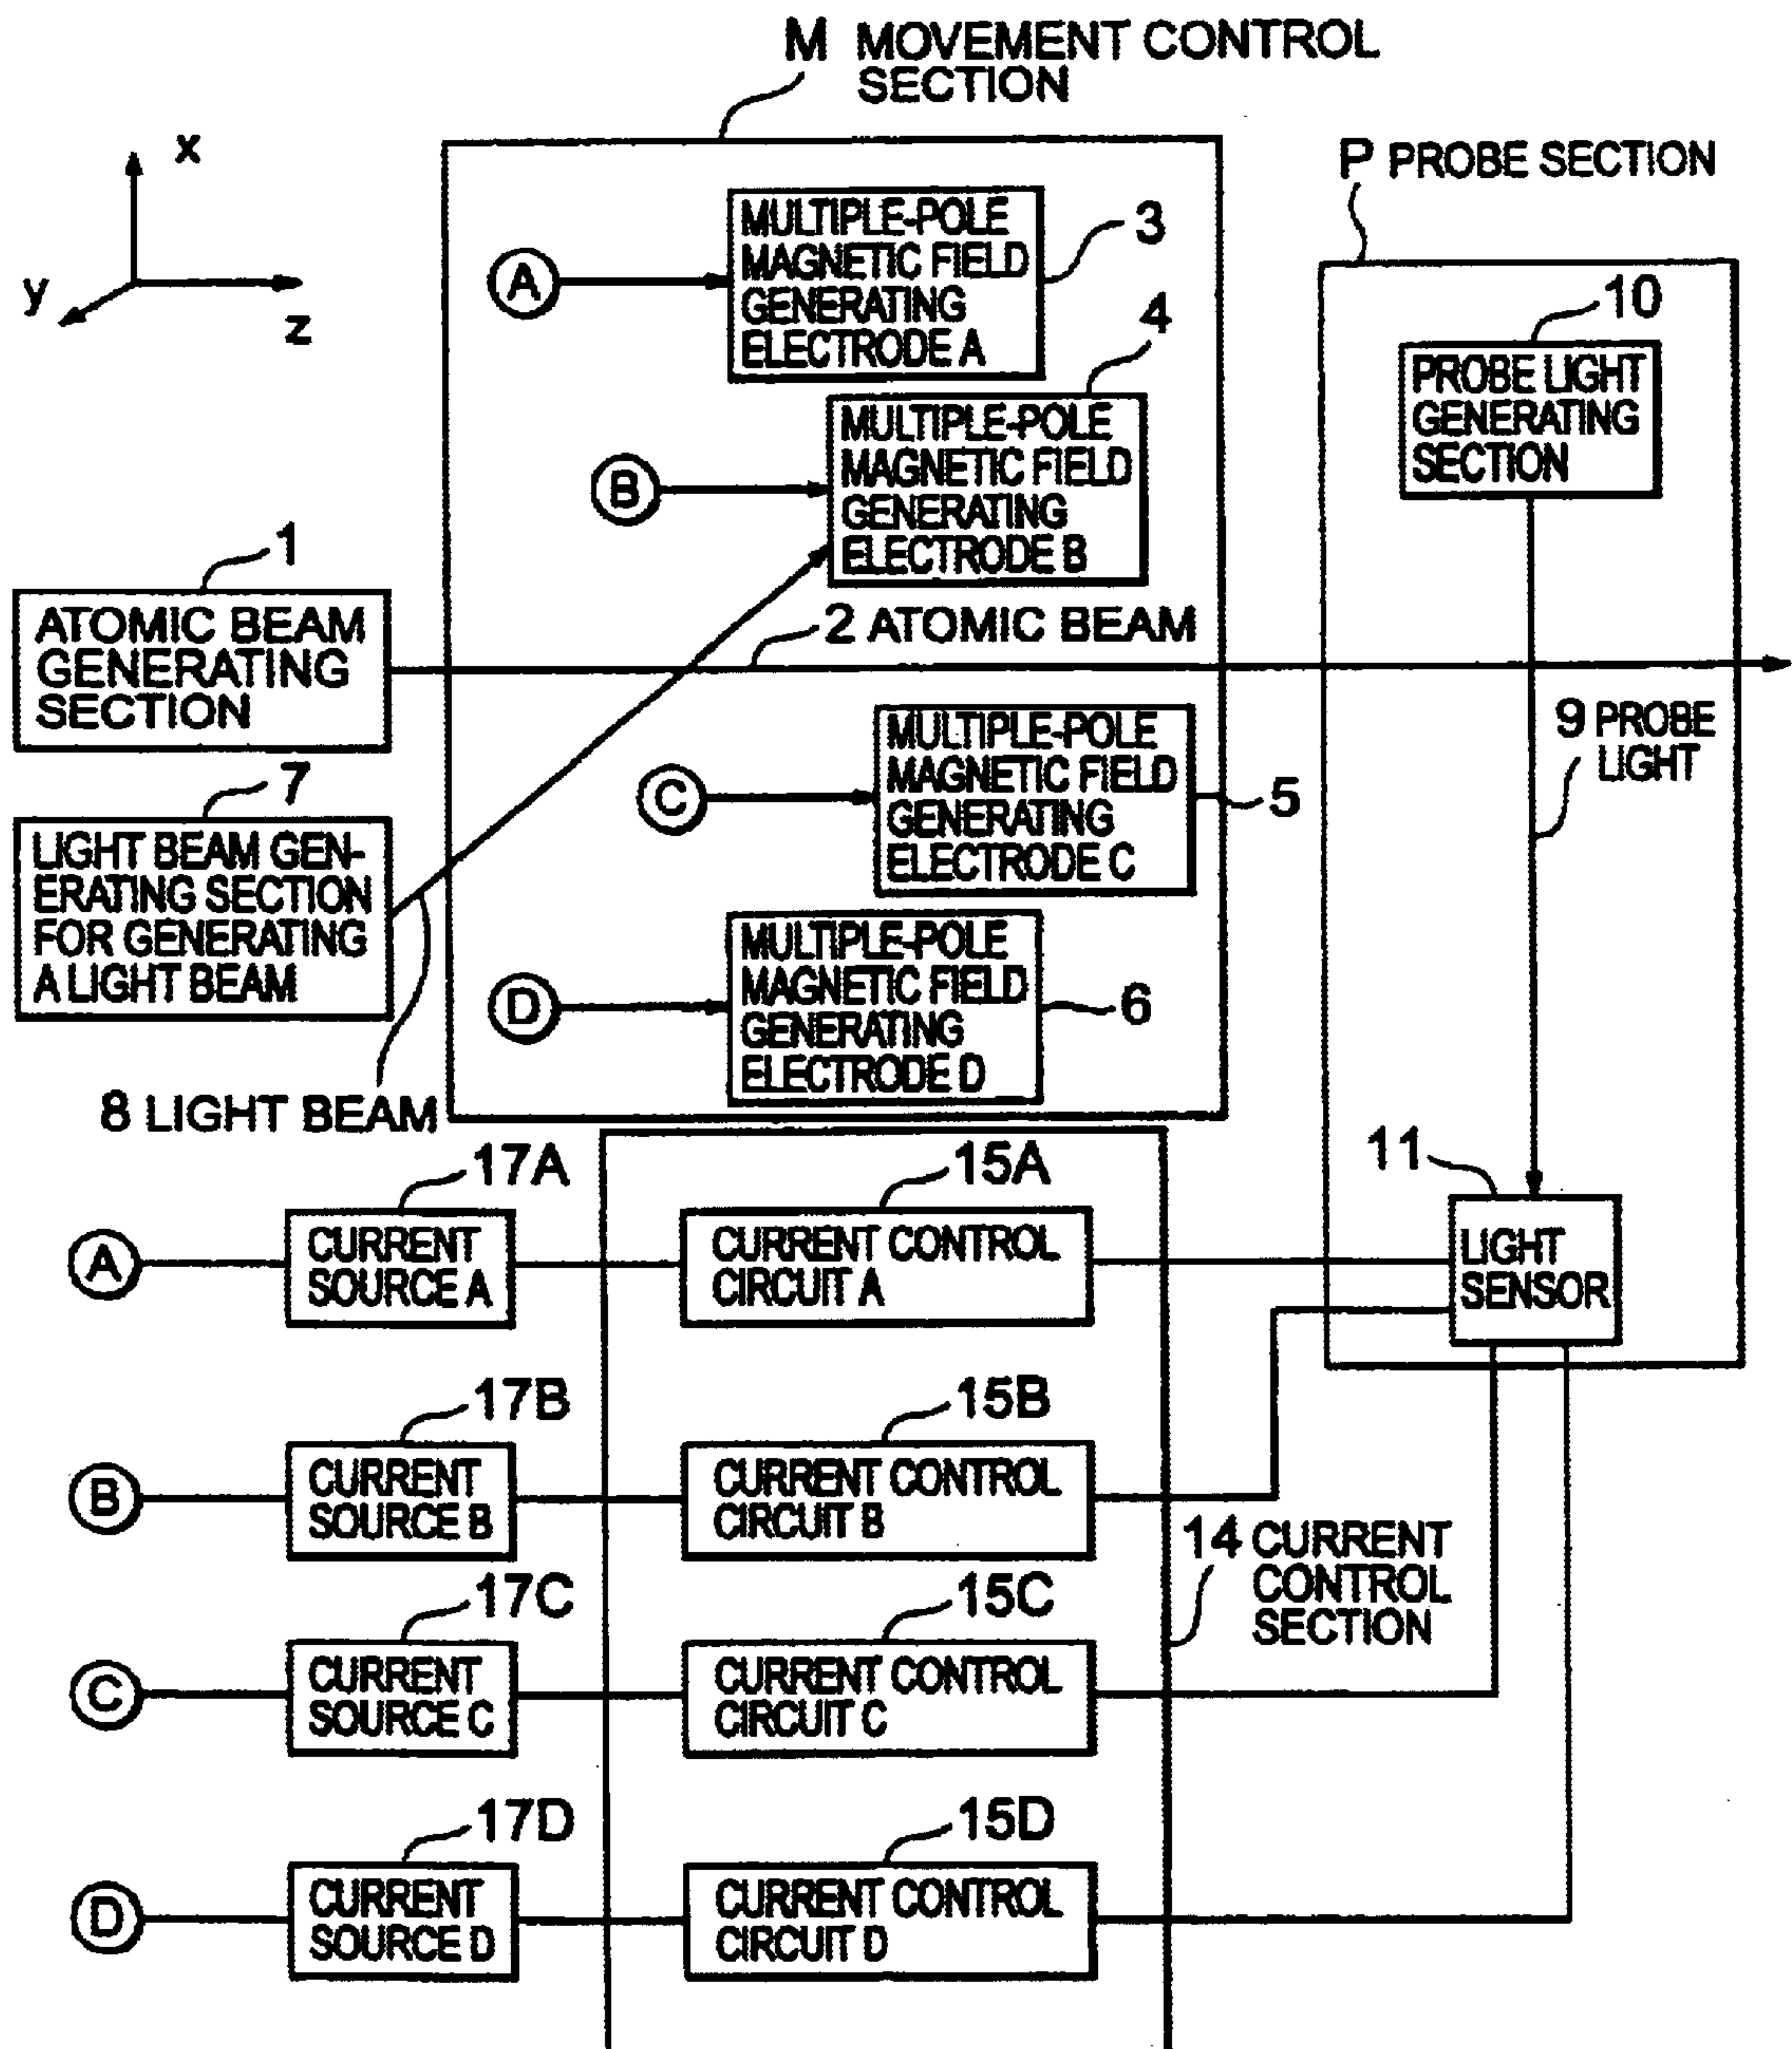 M MOVEMENT CONTROL
SECTION
x
y
z
P PROBE SECTION
A
MULTIPLE-POLE
MAGNETIC FIELD
GENERATING
ELECTRODE A
3
4
10
B
MULTIPLE-POLE
MAGNETIC FIELD
GENERATING
ELECTRODE B
PROBE LIGHT
GENERATING
SECTION
1
ATOMIC BEAM
GENERATING
SECTION
2 ATOMIC BEAM
9 PROBE
LIGHT
7
LIGHT BEAM GEN-
ERATING SECTION
FOR GENERATING
A LIGHT BEAM
C
MULTIPLE-POLE
MAGNETIC FIELD
GENERATING
ELECTRODE C
5
D
MULTIPLE-POLE
MAGNETIC FIELD
GENERATING
ELECTRODE D
6
8 LIGHT BEAM
17A
15A
11
A
CURRENT
SOURCE A
CURRENT CONTROL
CIRCUIT A
LIGHT
SENSOR
17B
15B
B
CURRENT
SOURCE B
CURRENT CONTROL
CIRCUIT B
14 CURRENT
CONTROL
SECTION
17C
15C
C
CURRENT
SOURCE C
CURRENT CONTROL
CIRCUIT C
17D
15D
D
CURRENT
SOURCE D
CURRENT CONTROL
CIRCUIT D